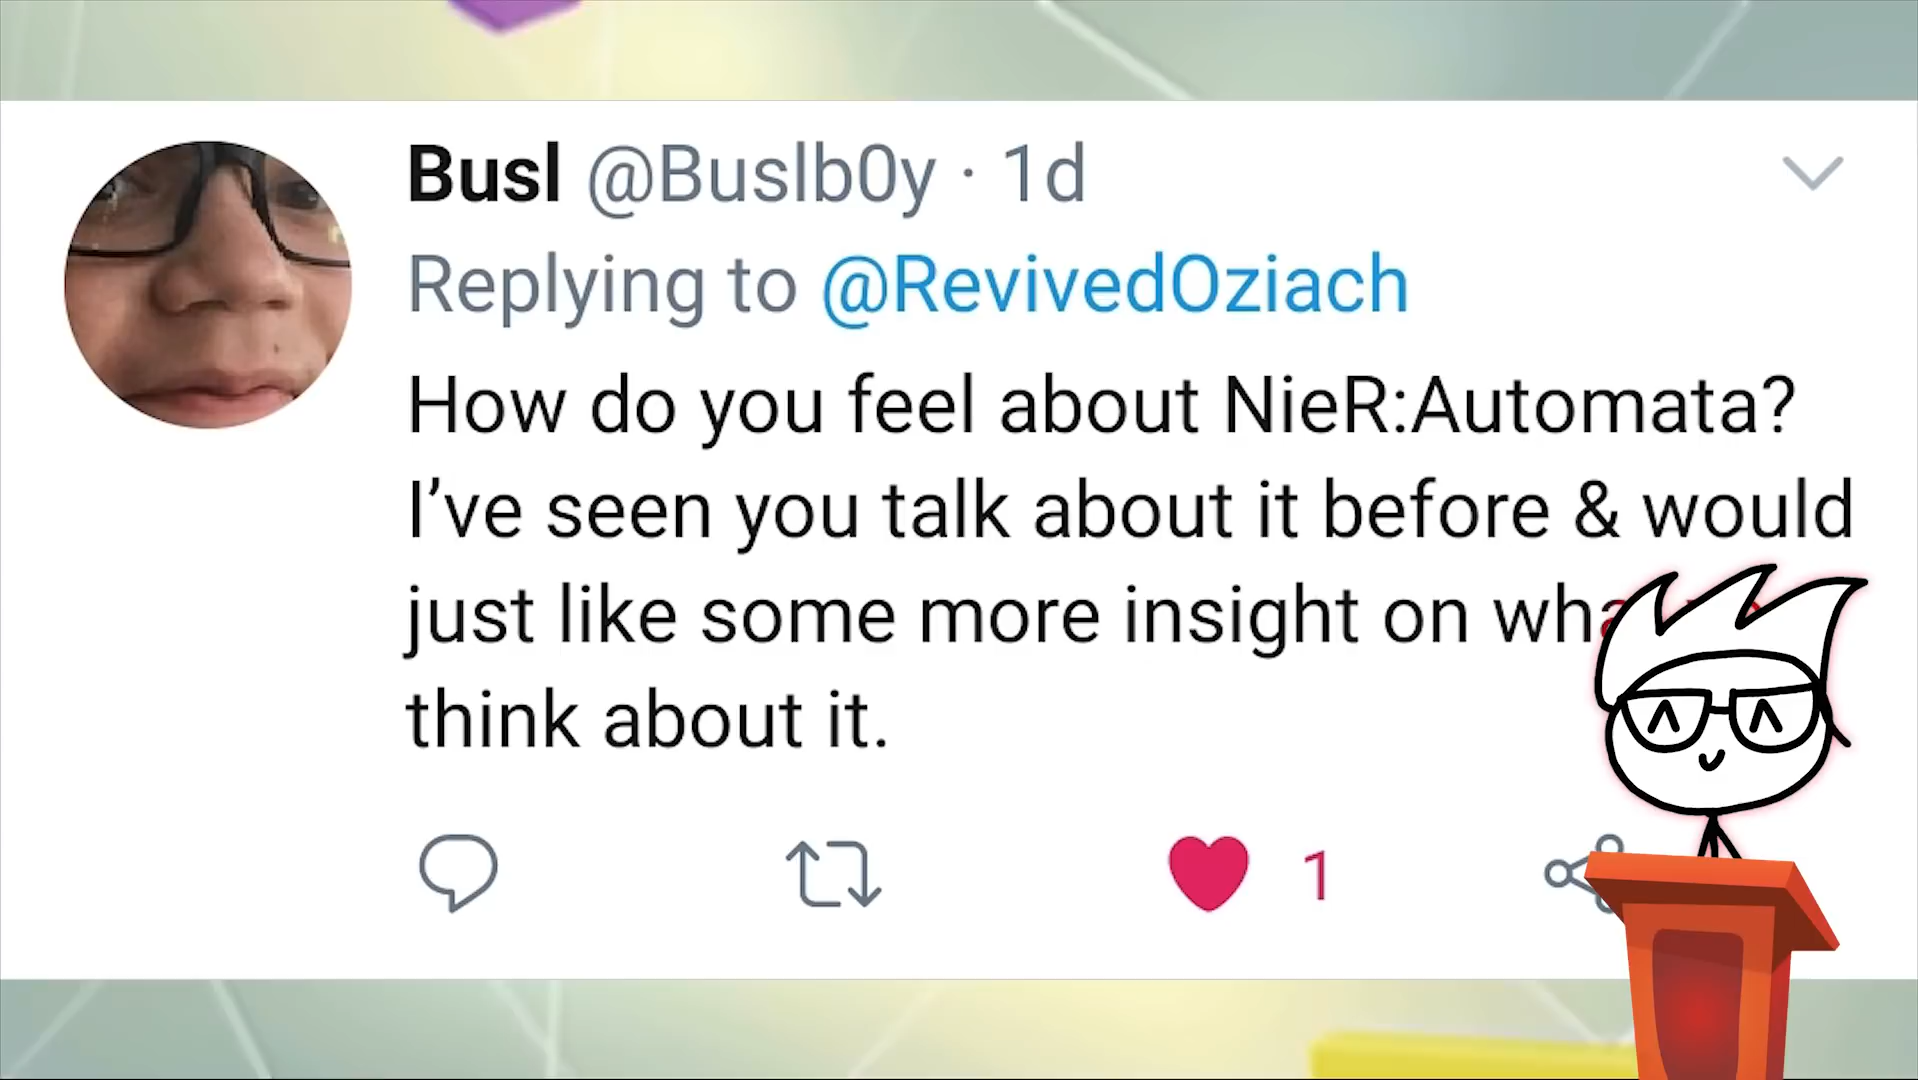 Busl @Buslb0y · 1d
Replying to @RevivedOziach
How do you feel about NieR:Automata?
I’ve seen you talk about it before & would
just like some more insight on
think about it.
1